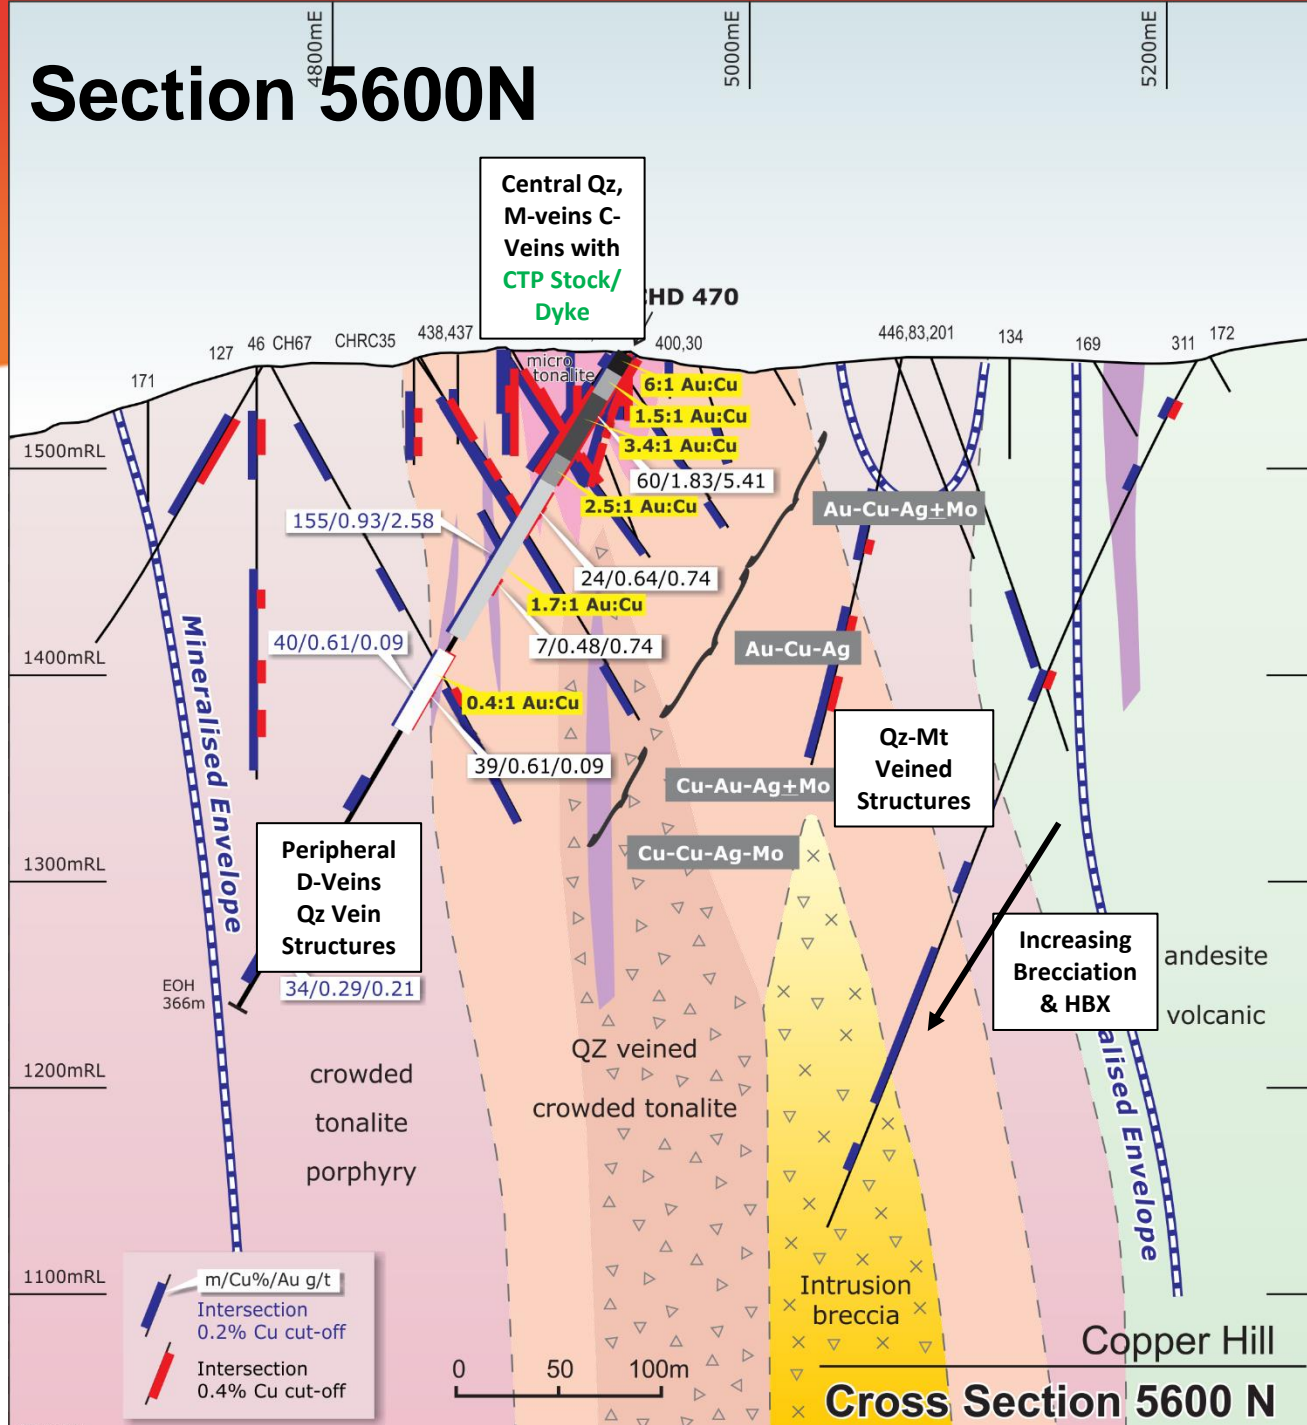 4800mE
5000mE
5200mE
Section 5600N
Central Qz,
M-veins C-
Veins with
CTP Stock/
Dyke
HD 470
171
127
46
CH67
CHRC35
438,437
400,30
446,83,201
134
169
311
172
micro
tonalite
6:1 Au:Cu
1.5:1 Au:Cu
3.4:1 Au:Cu
1500mRL
60/1.83/5.41
2.5:1 Au:Cu
Au-Cu-Ag+Mo
155/0.93/2.58
24/0.64/0.74
1.7:1 Au:Cu
40/0.61/0.09
7/0.48/0.74
Au-Cu-Ag
1400mRL
0.4:1 Au:Cu
Mineralised Envelope
Qz-Mt
Veined
Structures
39/0.61/0.09
Cu-Au-Ag+Mo
Peripheral
D-Veins
Qz Vein
Structures
Cu-Cu-Ag-Mo
1300mRL
Increasing
Brecciation
& HBX
andesite
volcanic
EOH
366m
34/0.29/0.21
alised Envelope
QZ veined
crowded tonalite
1200mRL
crowded
tonalite
porphyry
1100mRL
Intrusion
breccia
m/Cu%/Au g/t
Intersection
0.2% Cu cut-off
Intersection
0.4% Cu cut-off
0 50 100m
Copper Hill
Cross Section 5600 N